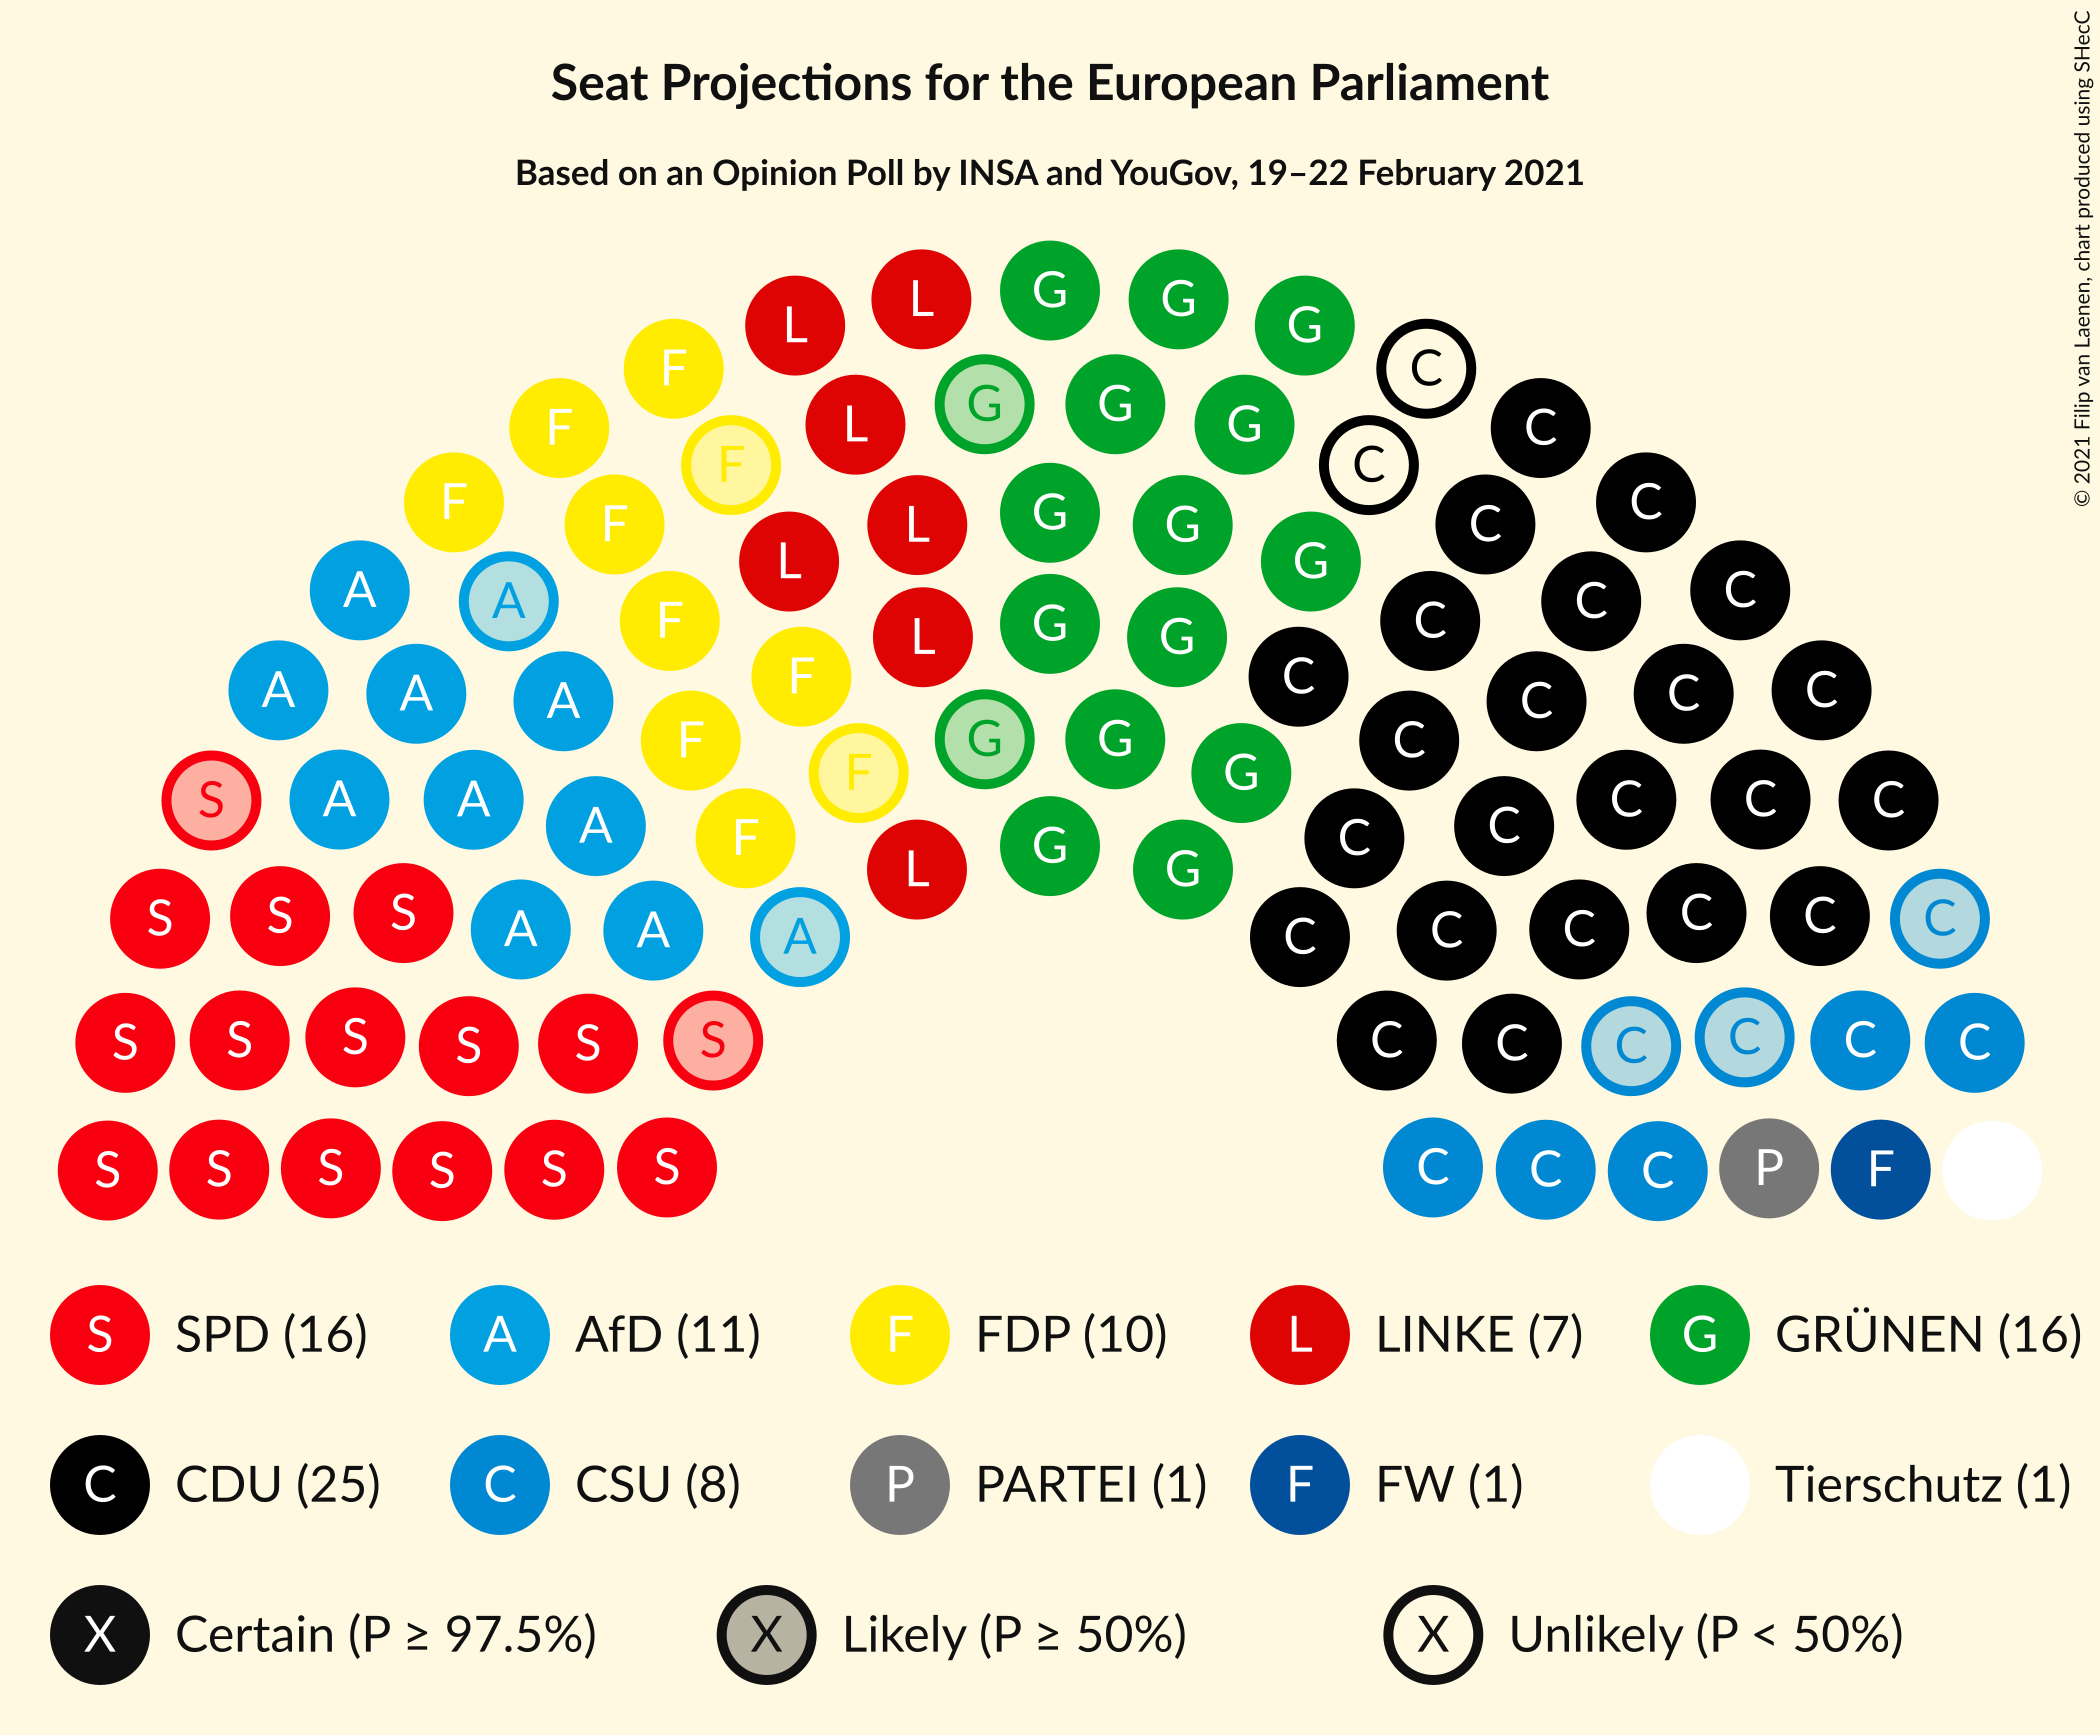 Seat Projections for the European Parliament
Based on an Opinion Poll by INSA and YouGov, 19–22 February 2021
© 2021 Filip van Laenen, chart produced using SHecC
L L G G G
F L G G G C
F F L L G G G C C
F F L G G G C C
A A F F L G G C C C C
A A A F F G G G C C C C C
S A A A F L G G C C C C C C
S S S A A A C C C C C C
S S S S S S C C C C C C
S S S S S S C C C P F
S SPD (16) A AfD (11) F FDP (10) L LINKE (7) G GRÜNEN (16)
C CDU (25) C CSU (8) P PARTEI (1) F FW (1) Tierschutz (1)
X Certain (P ≥ 97.5%) X Likely (P ≥ 50%) X Unlikely (P < 50%)